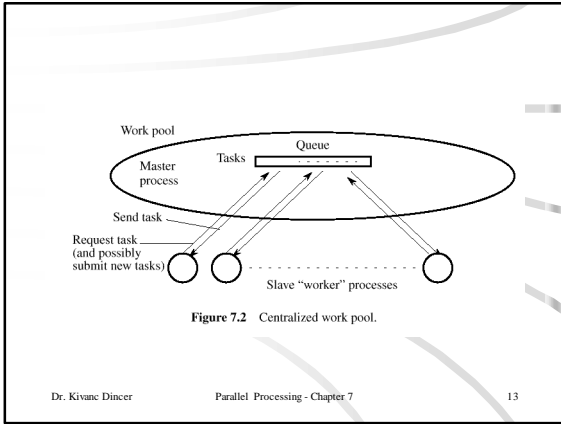 Work pool
Queue
Tasks
Master
process
Send task
Request task
(and possibly
submit new tasks)
Slave “worker” processes
Figure 7.2 Centralized work pool.
Dr. Kivanc Dincer Parallel Processing - Chapter 7 13